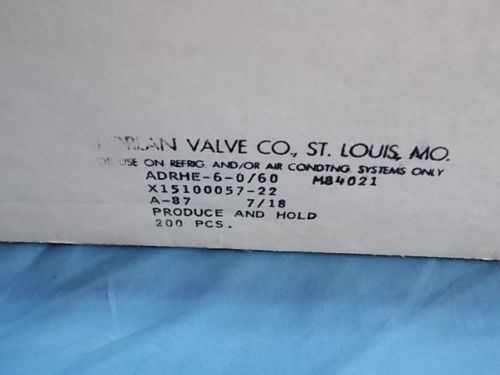 VALVE CO., ST. LOUIS, MO.
USE ON REFRIG. AND/OR AIR CONDTNG. SYSTEMS ONLY
ADRHE-6-0/60 M84021
X15100057-22
A-87 7/18
PRODUCE AND HOLD
200 PCS.